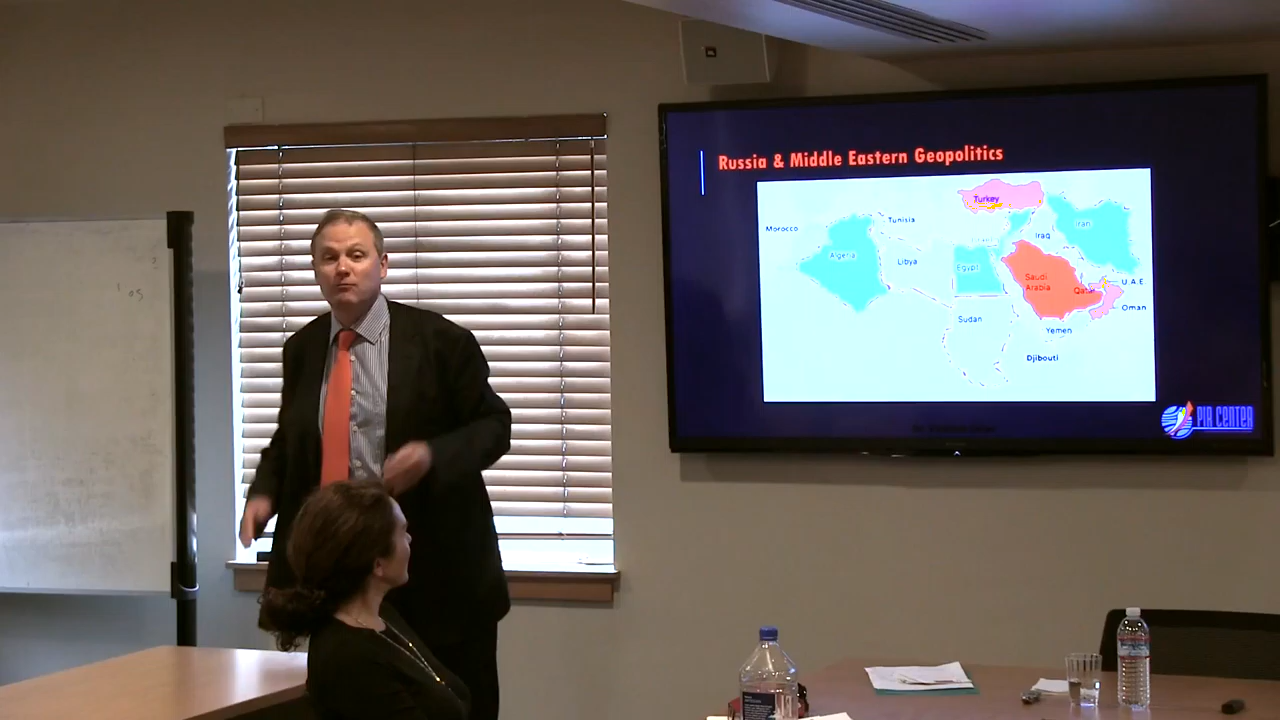 Russia & Middle Eastern Geopolitics
Turkey
Morocco
Tunisia
Iran
Iraq
Algeria
Libya
Egypt
Saudi
Arabia
Qatar
U.A.E.
Oman
Sudan
Yemen
Djibouti
PIR CENTER